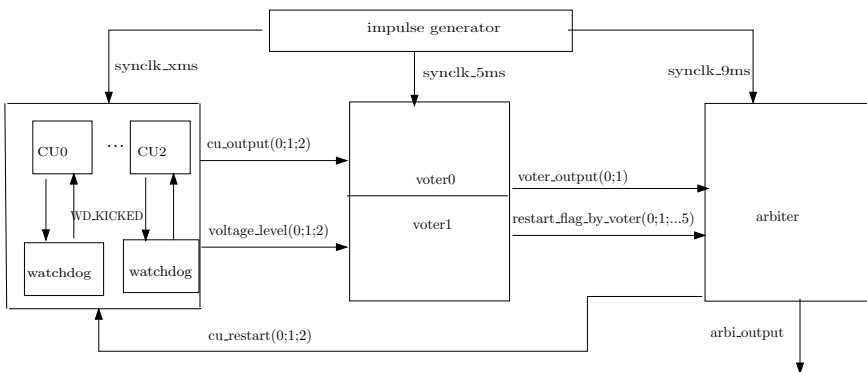 impulse generator
synclk_xms
synclk_5ms
synclk_9ms
CU0
...
CU2
cu_output(0;1;2)
voter0
voter_output(0;1)
WD_KICKED
voltage_level(0;1;2)
voter1
restart_flag_by_voter(0;1;...5)
arbiter
watchdog
watchdog
cu_restart(0;1;2)
arbi_output